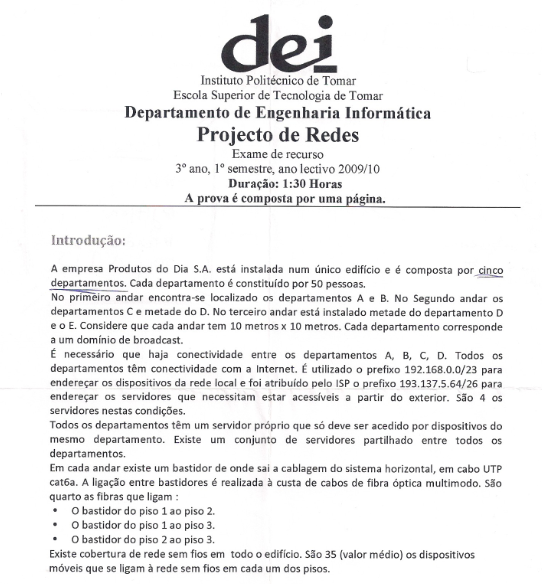 dei
Instituto Politécnico de Tomar
Escola Superior de Tecnologia de Tomar
Departamento de Engenharia Informática
Projecto de Redes
Exame de recurso
3º ano, 1º semestre, ano lectivo 2009/10
Duração: 1:30 Horas
A prova é composta por uma página.
Introdução:
A empresa Produtos do Dia S.A. está instalada num único edifício e é composta por cinco
departamentos. Cada departamento é constituído por 50 pessoas.
No primeiro andar encontra-se localizado os departamentos A e B. No Segundo andar os
departamentos C e metade do D. No terceiro andar está instalado metade do departamento D
e o E. Considere que cada andar tem 10 metros x 10 metros. Cada departamento corresponde
a um domínio de broadcast.
É necessário que haja conectividade entre os departamentos A, B, C, D. Todos os
departamentos têm conectividade com a Internet. É utilizado o prefixo 192.168.0.0/23 para
endereçar os dispositivos da rede local e foi atribuído pelo ISP o prefixo 193.137.5.64/26 para
endereçar os servidores que necessitam estar acessíveis a partir do exterior. São 4 os
servidores nestas condições.
Todos os departamentos têm um servidor próprio que só deve ser acedido por dispositivos do
mesmo departamento. Existe um conjunto de servidores partilhado entre todos os
departamentos.
Em cada andar existe um bastidor de onde sai a cablagem do sistema horizontal, em cabo UTP
cat6a. A ligação entre bastidores é realizada à custa de cabos de fibra óptica multimodo. São
quarto as fibras que ligam :
• O bastidor do piso 1 ao piso 2.
• O bastidor do piso 1 ao piso 3.
• O bastidor do piso 2 ao piso 3.
Existe cobertura de rede sem fios em todo o edifício. São 35 (valor médio) os dispositivos
móveis que se ligam à rede sem fios em cada um dos pisos.